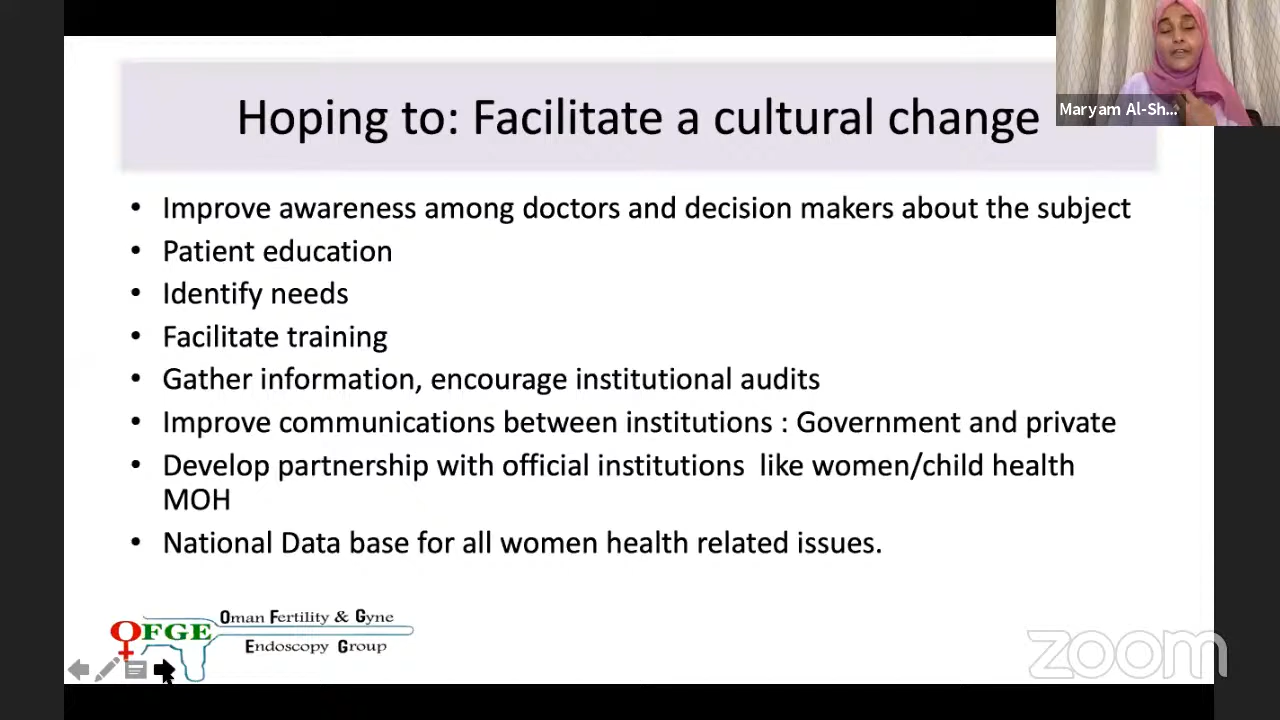 Hoping to: Facilitate a cultural change
Maryam Al-Sh...
• Improve awareness among doctors and decision makers about the subject
• Patient education
• Identify needs
• Facilitate training
• Gather information, encourage institutional audits
• Improve communications between institutions : Government and private
• Develop partnership with official institutions like women/child health
MOH
• National Data base for all women health related issues.
OFGE
Oman Fertility & Gyne
Endoscopy Group
zoom